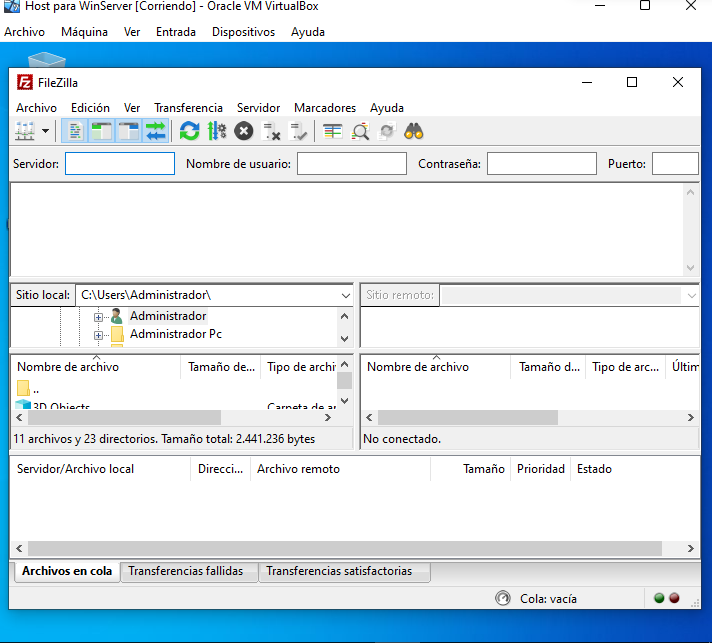 Host para WinServer [Corriendo] - Oracle VM VirtualBox
Archivo Máquina Ver Entrada Dispositivos Ayuda
FileZilla
Archivo Edición Ver Transferencia Servidor Marcadores Ayuda
Servidor: Nombre de usuario: Contraseña: Puerto:
Sitio local: C:\Users\Administrador\ Sitio remoto:
Administrador
Administrador Pc
Nombre de archivo Tamaño de... Tipo de archi Nombre de archivo Tamaño d... Tipo de arc... Últim
..
3D Objects Carpeta de ar
11 archivos y 23 directorios. Tamaño total: 2.441.236 bytes No conectado.
Servidor/Archivo local Direcci... Archivo remoto Tamaño Prioridad Estado
Archivos en cola Transferencias fallidas Transferencias satisfactorias
Cola: vacía